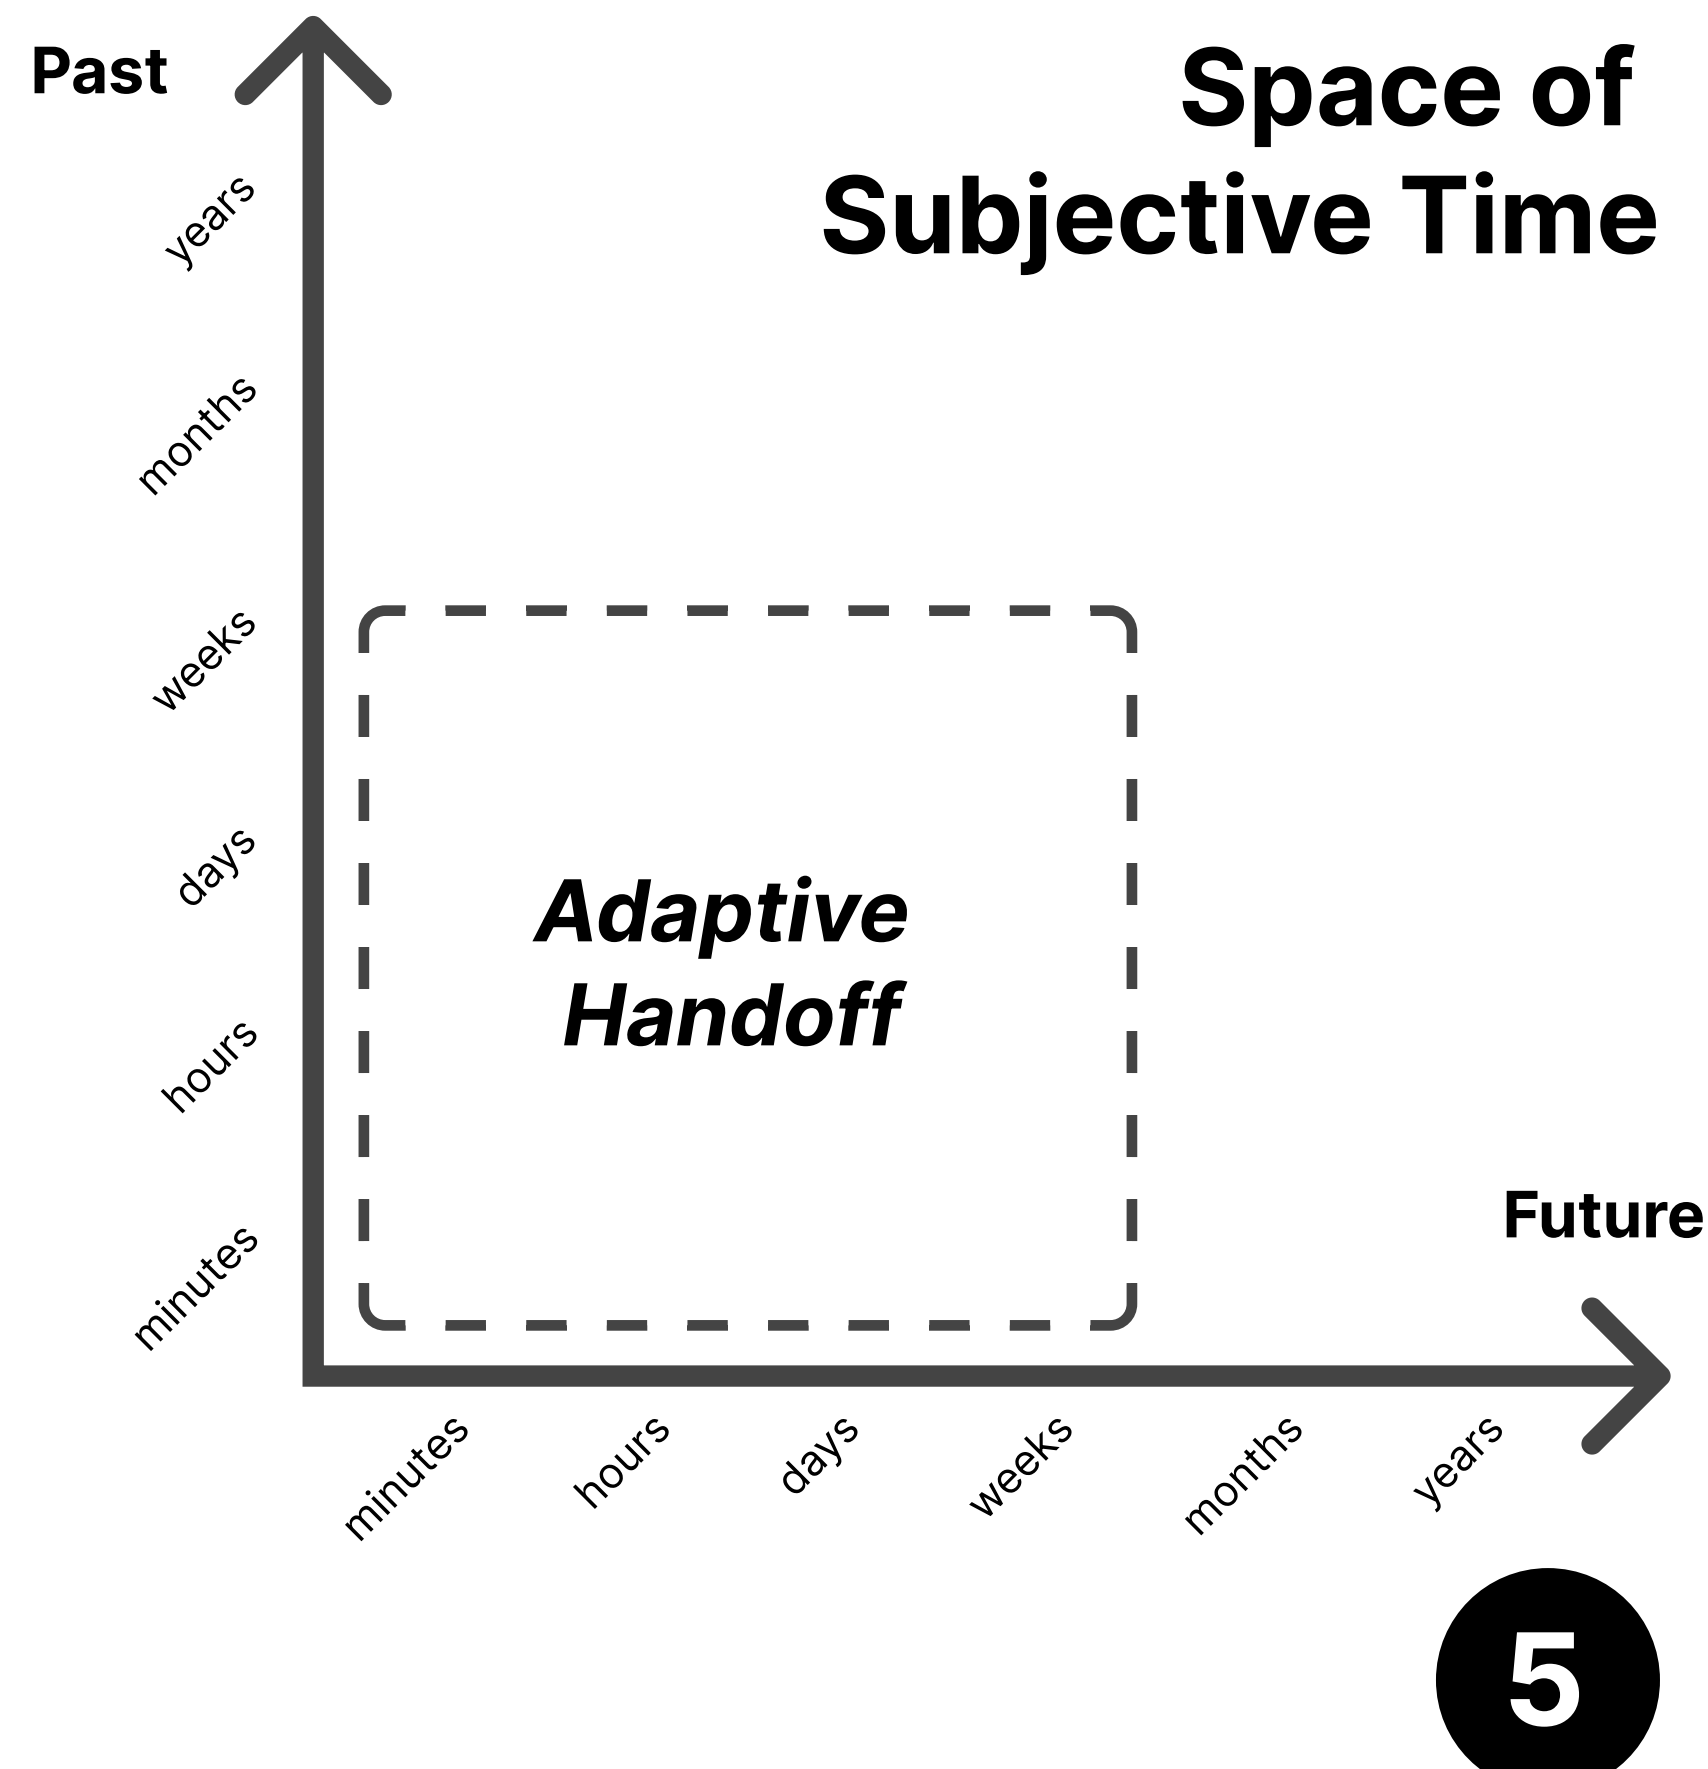 Past
Space of
Subjective Time
years
months
weeks
days
hours
minutes
Adaptive
Handoff
Future
minutes
hours
days
weeks
months
years
5